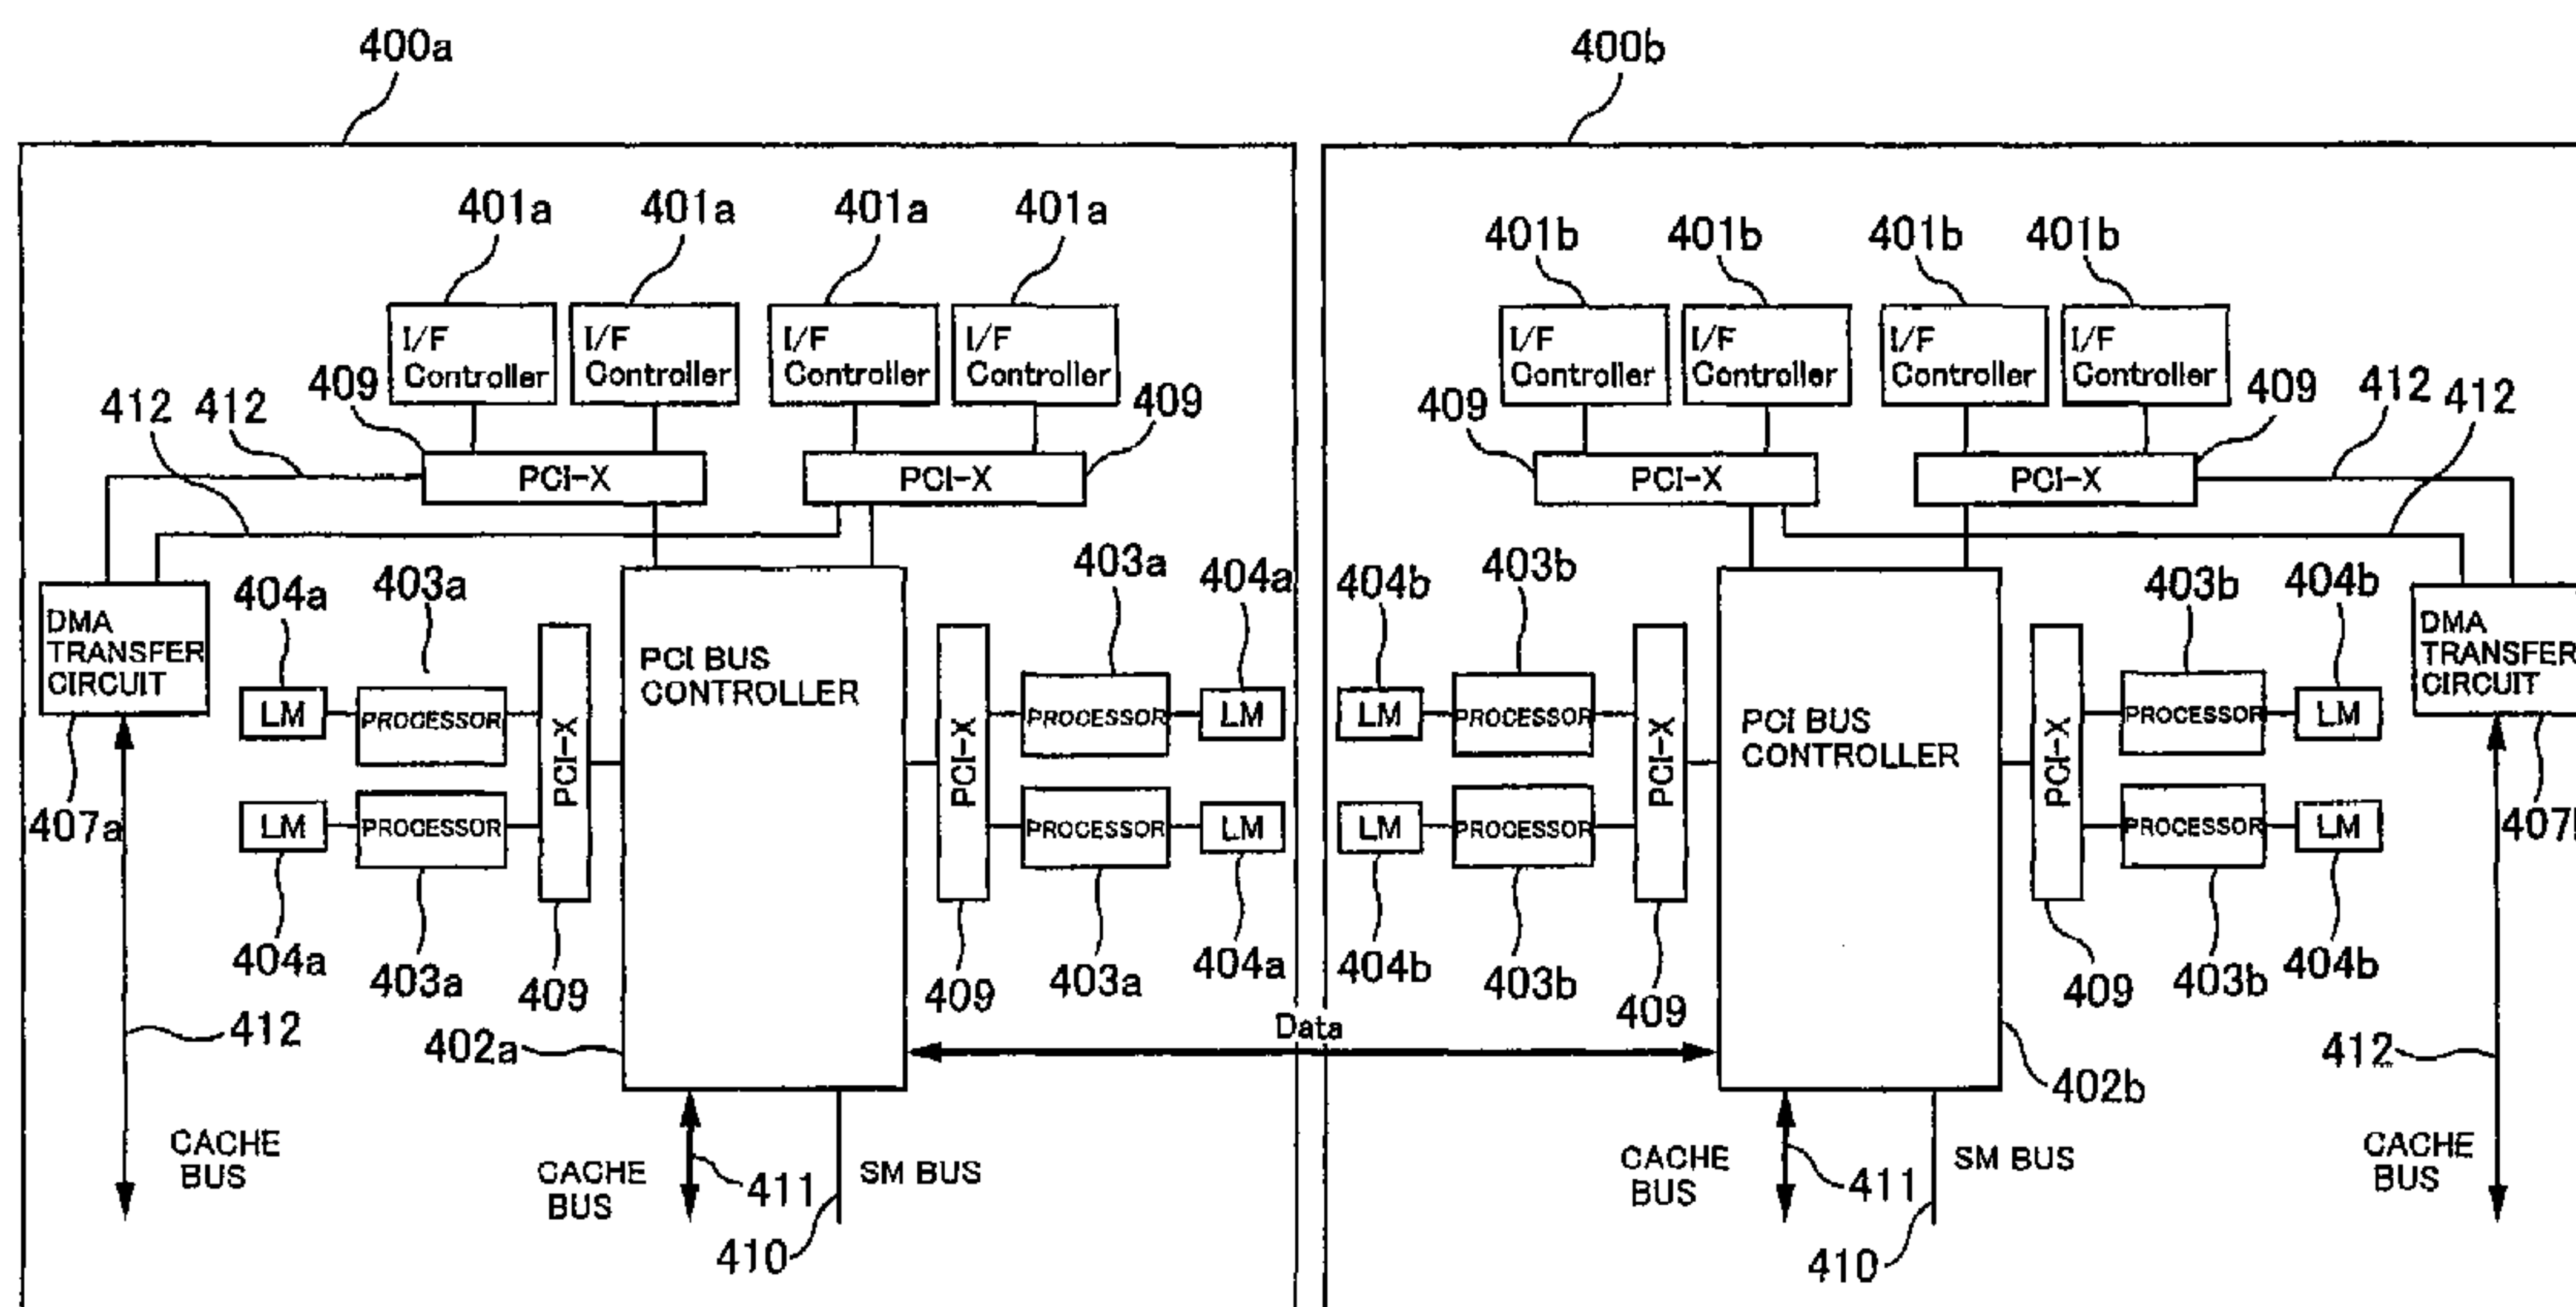 400a
400b
401a 401a 401a 401a
401b 401b 401b 401b
I/F Controller
I/F Controller
I/F Controller
I/F Controller
I/F Controller
I/F Controller
I/F Controller
I/F Controller
412 412 409 409
409 409 412 412
PCI-X PCI-X
PCI-X PCI-X
DMA
TRANSFER
CIRCUIT
404a 403a 403a 404a
404b 403b 403b 404b
DMA
TRANSFER
CIRCUIT
LM PROCESSOR PCI-X
PCI BUS
CONTROLLER
PCI-X PROCESSOR LM
LM PROCESSOR PCI-X
PCI BUS
CONTROLLER
PCI-X PROCESSOR LM
407a
LM PROCESSOR
PROCESSOR LM
LM PROCESSOR
PROCESSOR LM
407
404a 403a 409
409 403a 404a
404b 403b 409
409 403b 404b
412
402a
Data
402b
412
CACHE
BUS
CACHE
BUS
411
SM BUS
410
CACHE
BUS
411
SM BUS
410
CACHE
BUS